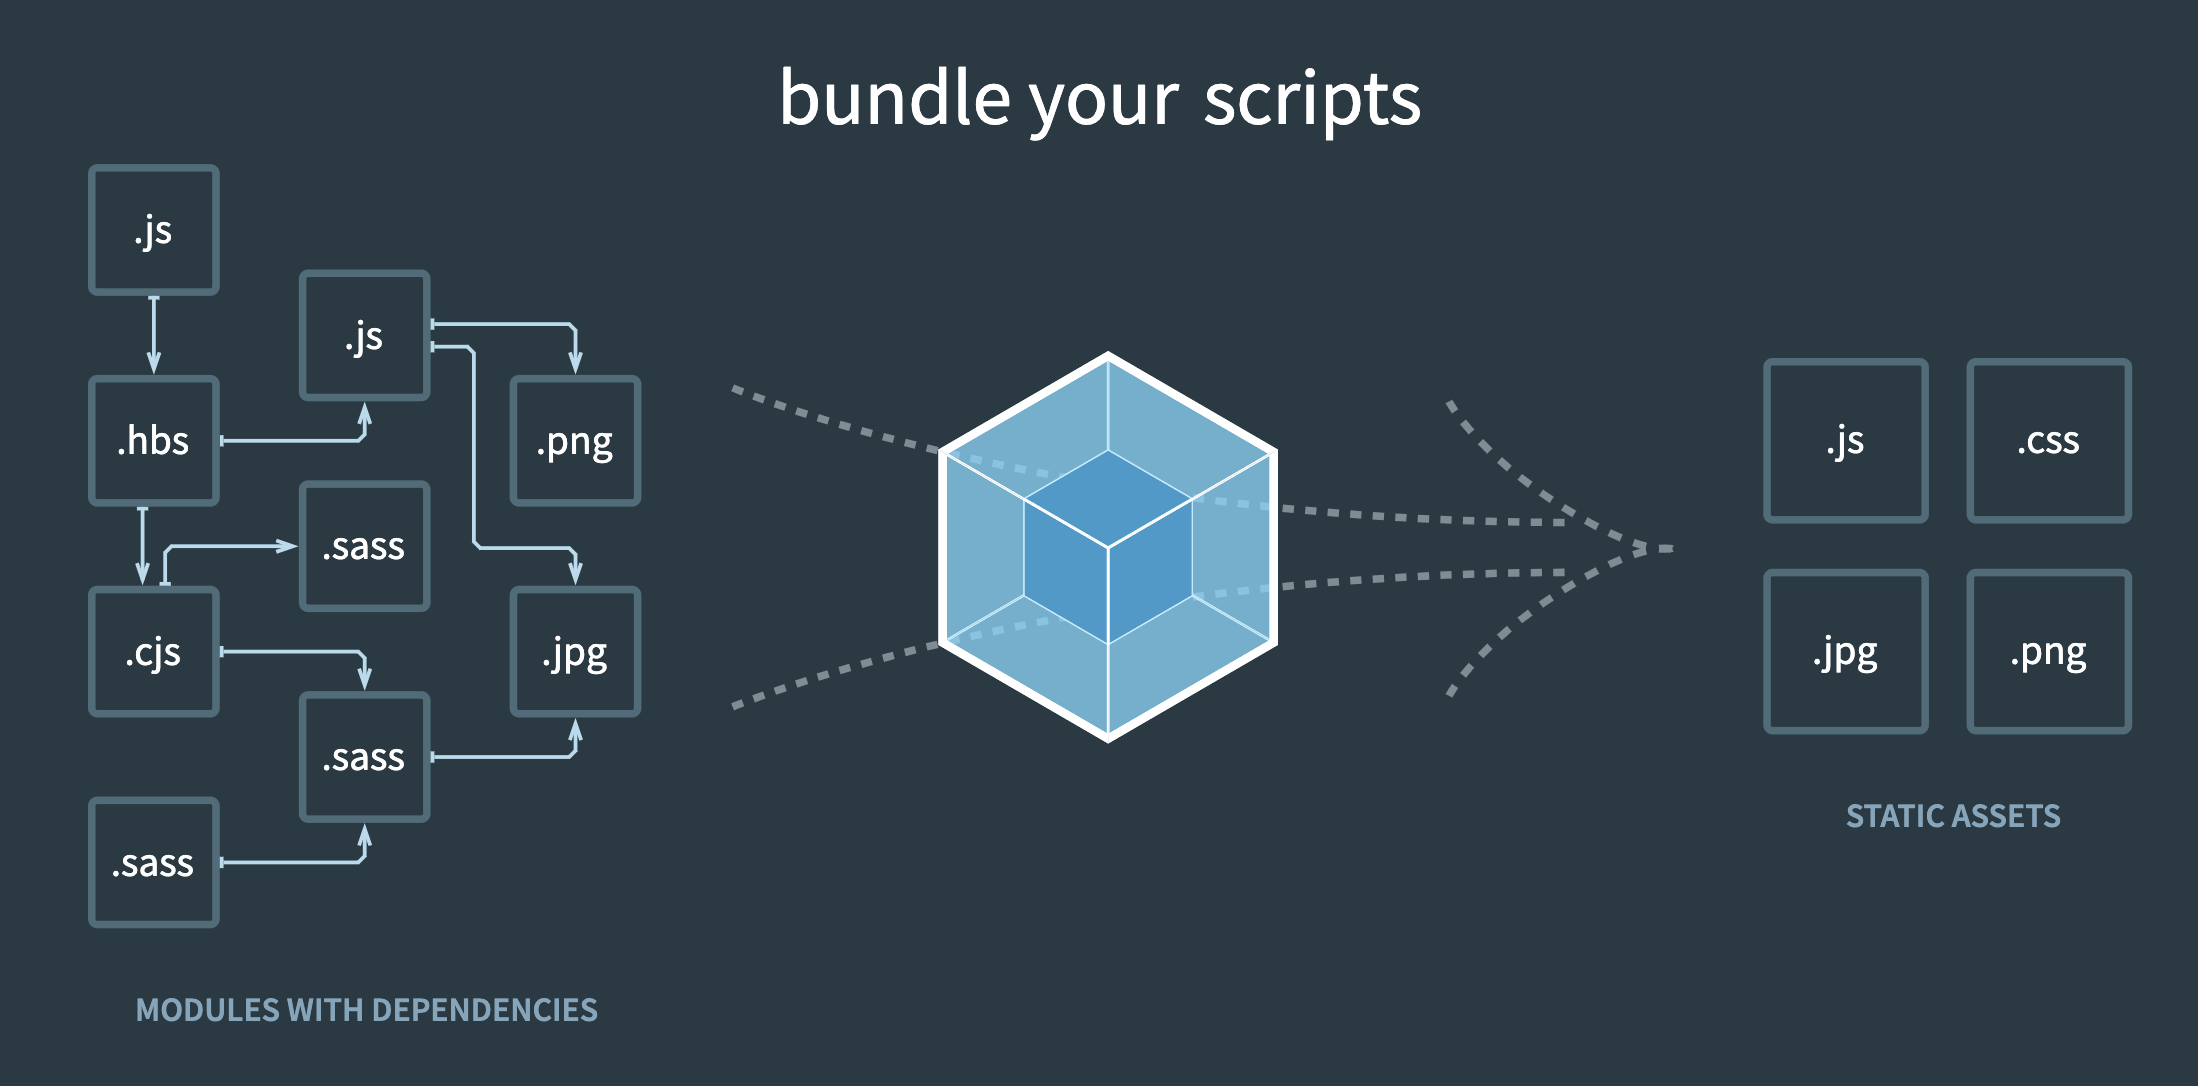 bundle your scripts
.js
.js
.hbs
.png
.sass
.cjs
.jpg
.sass
.sass
MODULES WITH DEPENDENCIES
.js
.css
.jpg
.png
STATIC ASSETS